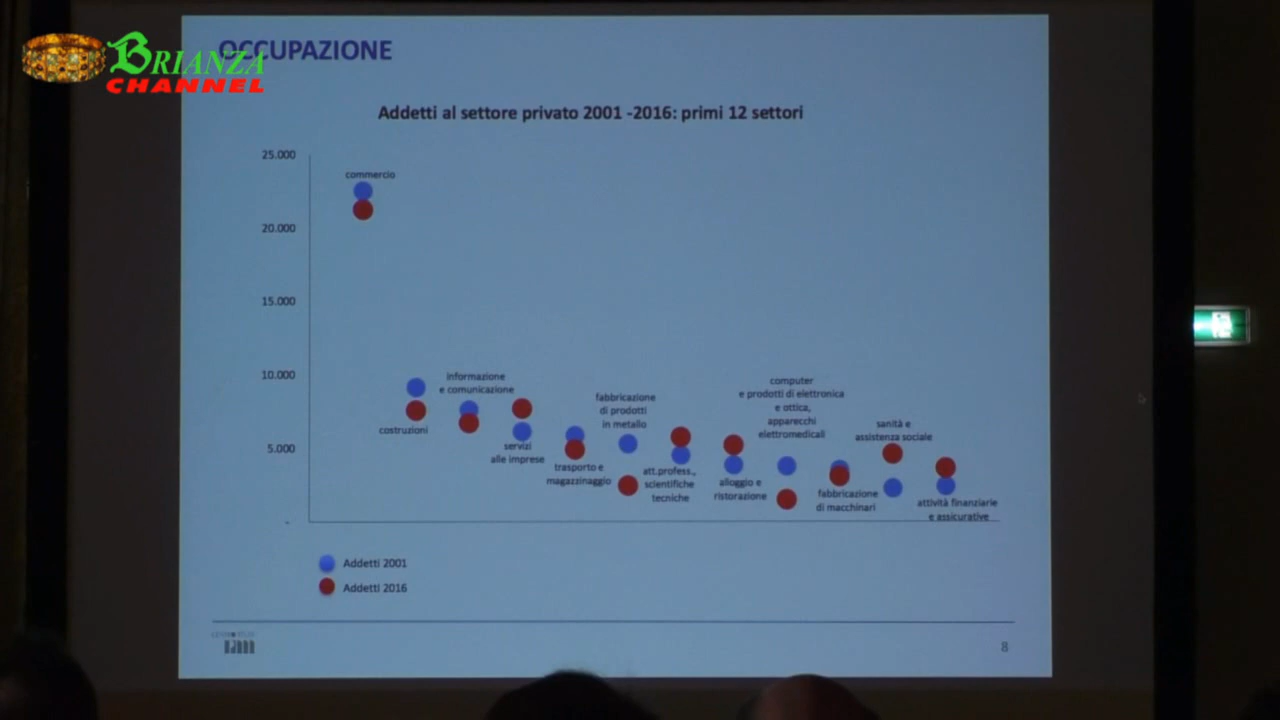 BRIANZA
CHANNEL
OCCUPAZIONE
Addetti al settore privato 2001 -2016: primi 12 settori
25.000
20.000
15.000
10.000
5.000
-
commercio
costruzioni
informazione
e comunicazione
servizi
alle imprese
trasporto e
magazzinaggio
fabbricazione
di prodotti
in metallo
att.profess.,
scientifiche
tecniche
alloggio e
ristorazione
computer
e prodotti di elettronica
e ottica,
apparecchi
elettromedicali
fabbricazione
di macchinari
sanità e
assistenza sociale
attività finanziarie
e assicurative
Addetti 2001
Addetti 2016
8